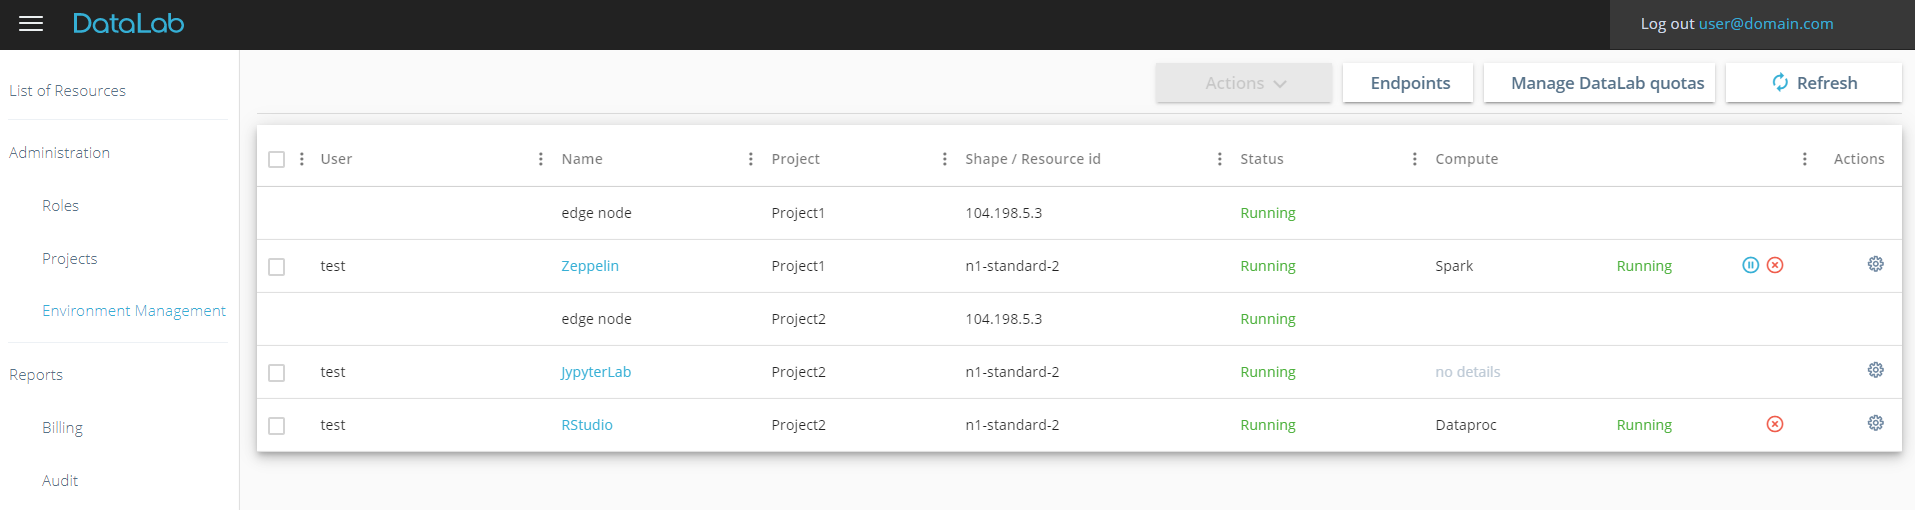 DataLab
Log out user@domain.com
List of Resources
Administration
Roles
Projects
Environment Management
Reports
Billing
Audit
Actions
Endpoints
Manage DataLab quotas
Refresh
User Name Project Shape / Resource id Status Compute Actions
edge node Project1 104.198.5.3 Running
test Zeppelin Project1 n1-standard-2 Running Spark Running
edge node Project2 104.198.5.3 Running
test JypyterLab Project2 n1-standard-2 Running no details
test RStudio Project2 n1-standard-2 Running Dataproc Running